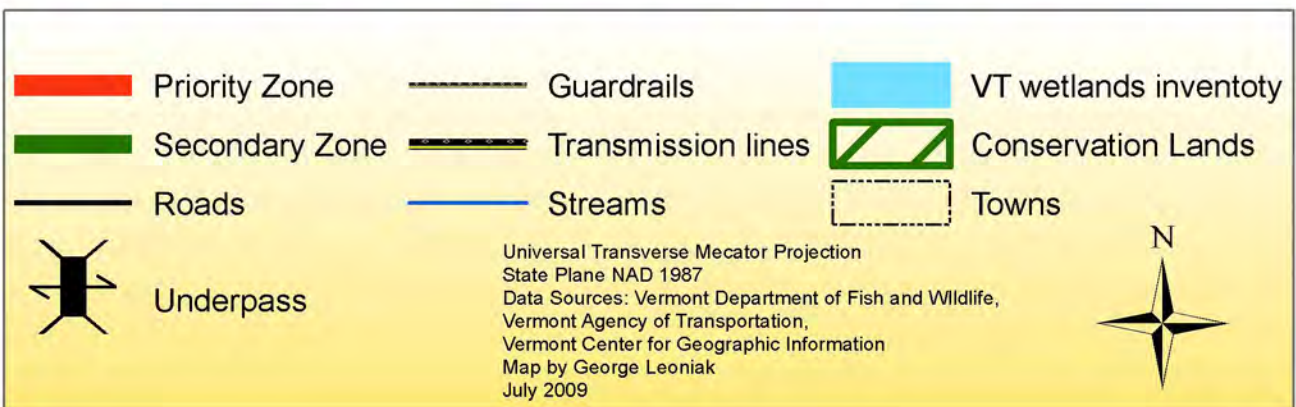 Priority Zone
Secondary Zone
Roads
Underpass
Guardrails
Transmission lines
Streams
VT wetlands inventoty
Conservation Lands
Towns
Universal Transverse Mecator Projection
State Plane NAD 1987
Data Sources: Vermont Department of Fish and WIldlife,
Vermont Agency of Transportation,
Vermont Center for Geographic Information
Map by George Leoniak
July 2009
N